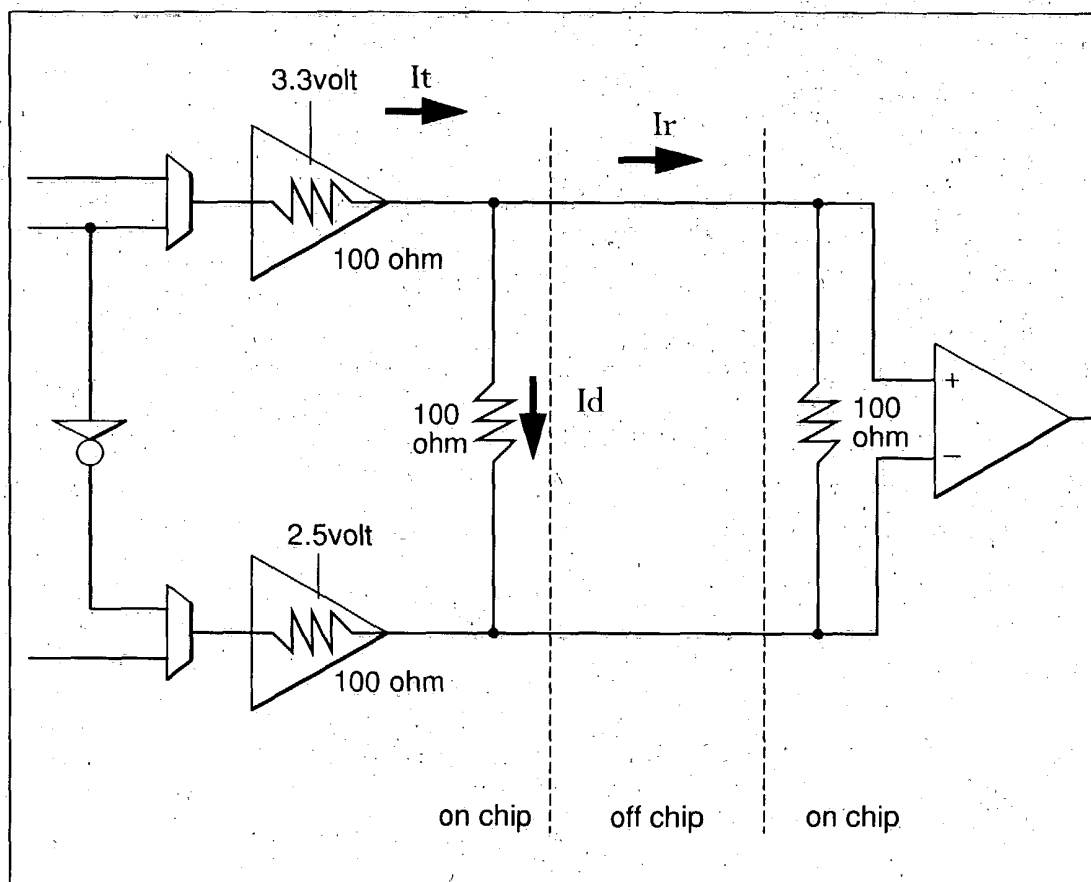 3.3volt
It
Ir
100 ohm
100
ohm
Id
100
ohm
+
−
2.5volt
100 ohm
on chip
off chip
on chip